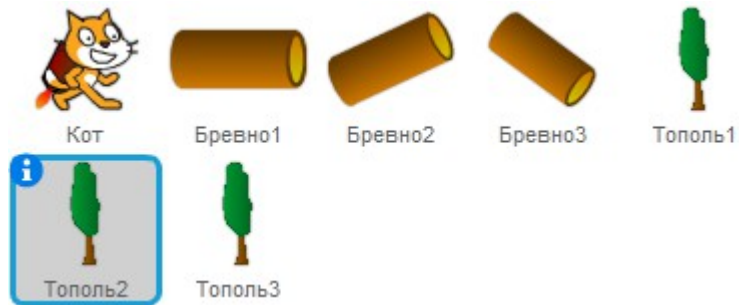 Кот Бревно1 Бревно2 Бревно3 Тополь1
i
Тополь2 Тополь3